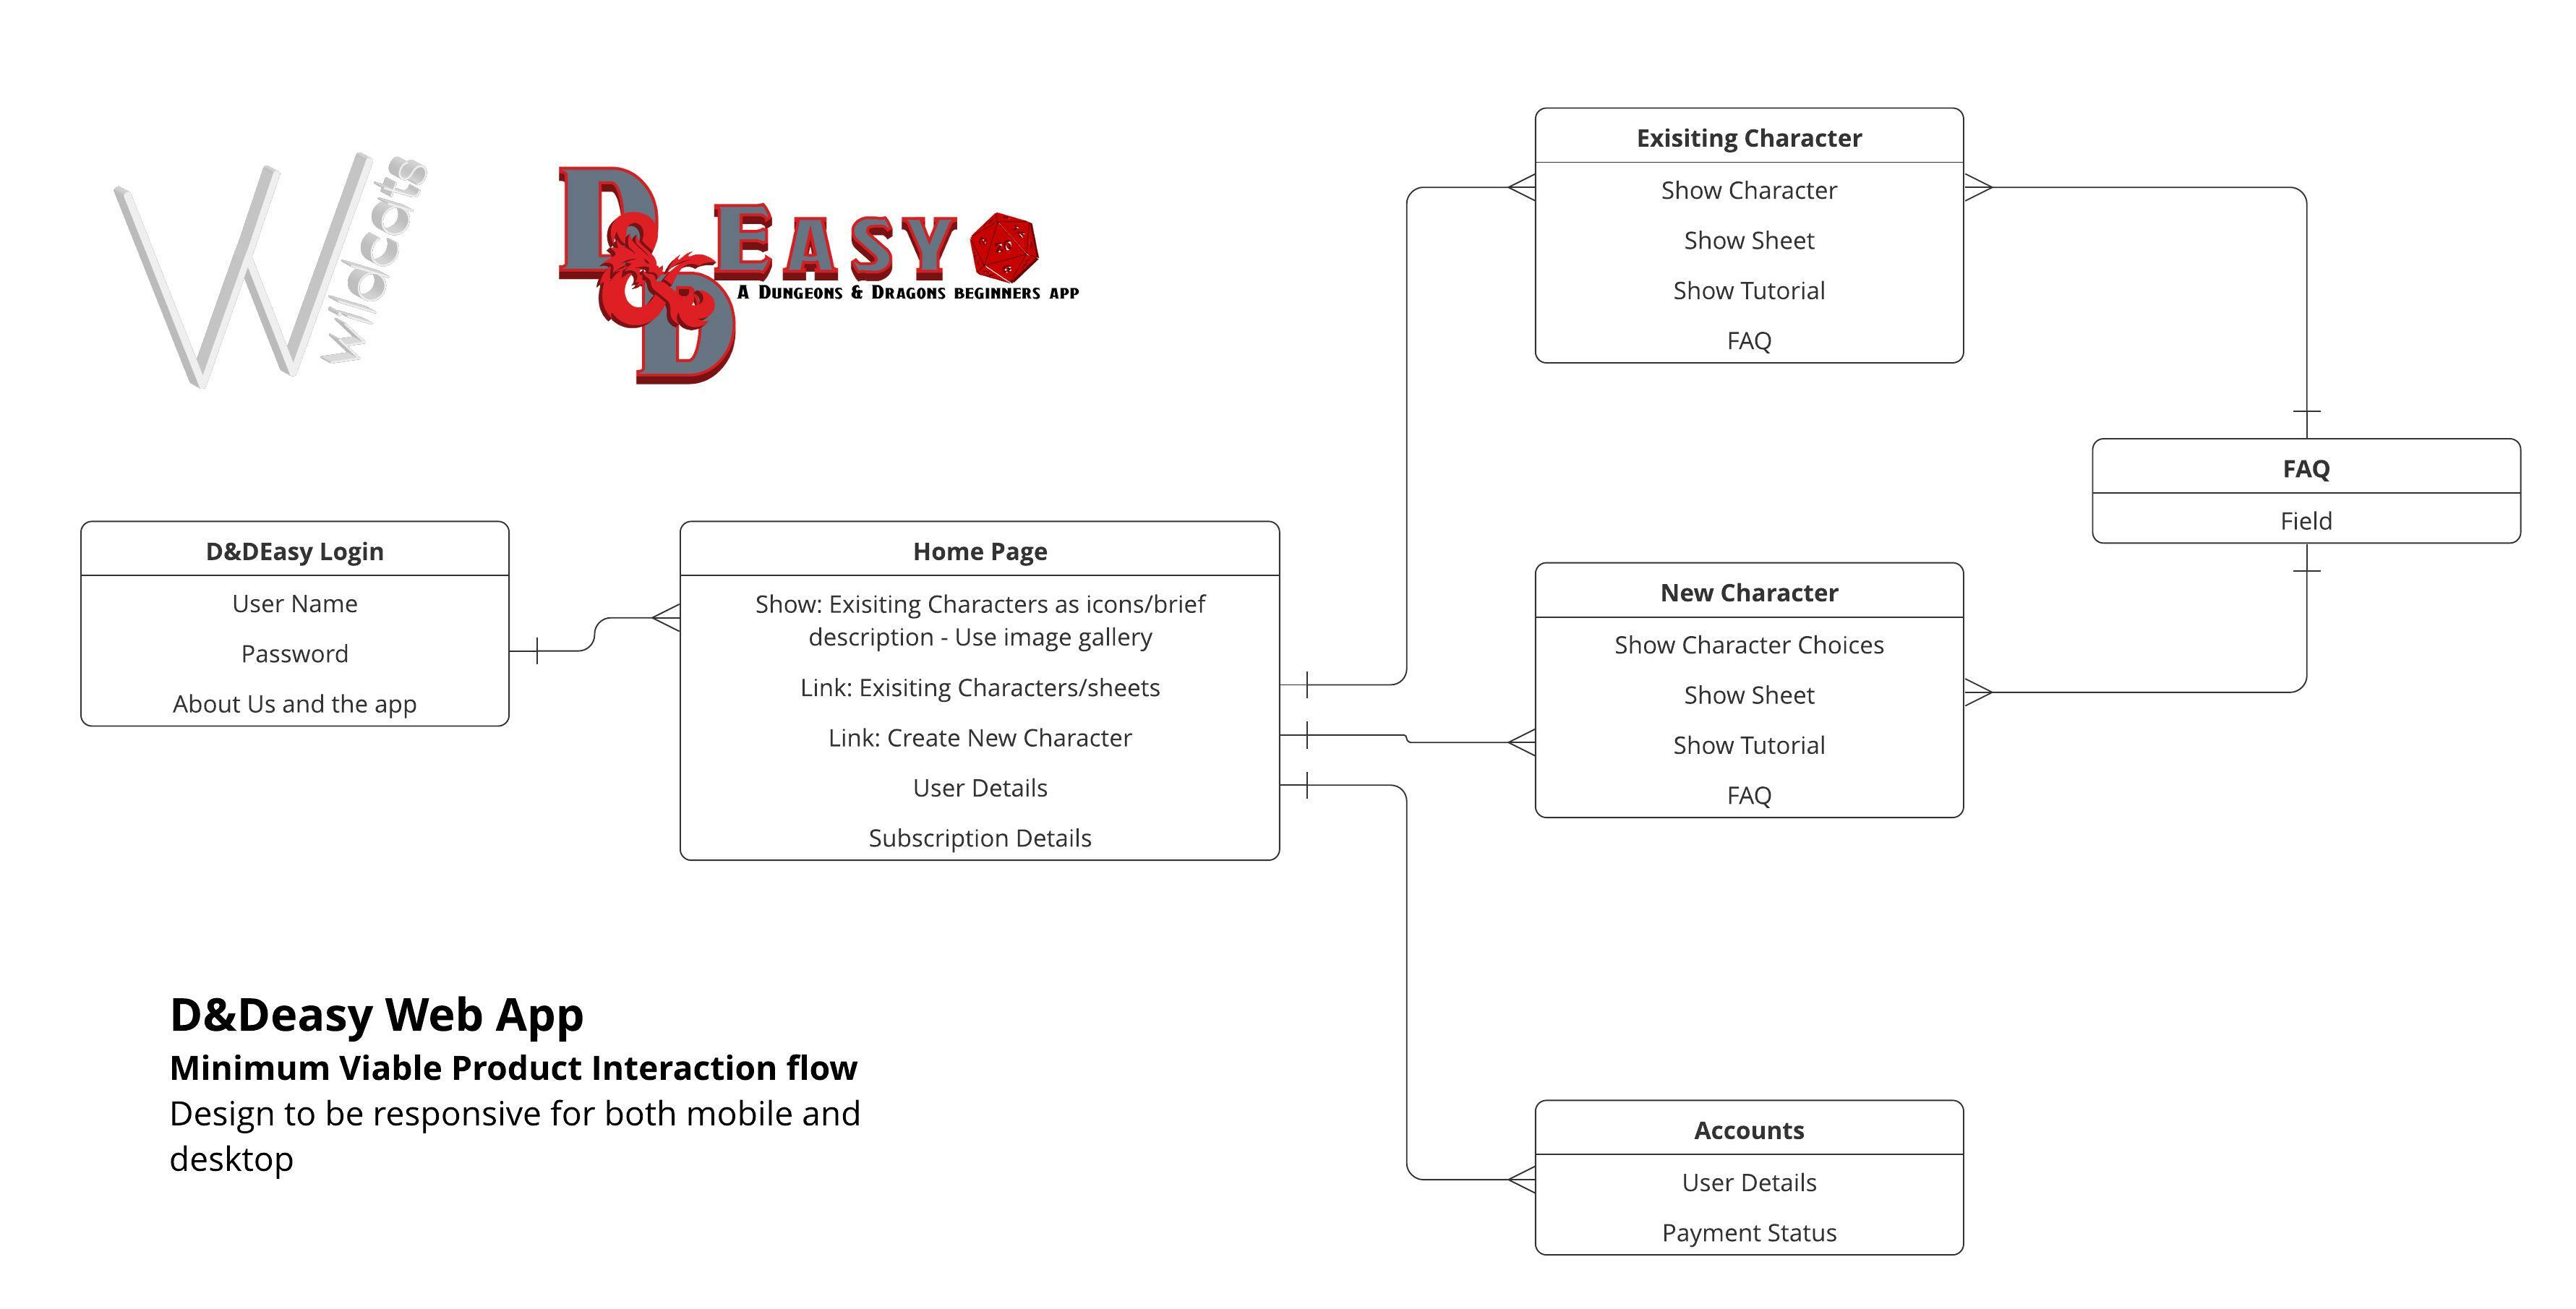 Wildcats
D&D EASY
20
A DUNGEONS & DRAGONS BEGINNERS APP
D&DEasy Login
User Name
Password
About Us and the app
Home Page
Show: Exisiting Characters as icons/brief
description - Use image gallery
Link: Exisiting Characters/sheets
Link: Create New Character
User Details
Subscription Details
Exisiting Character
Show Character
Show Sheet
Show Tutorial
FAQ
New Character
Show Character Choices
Show Sheet
Show Tutorial
FAQ
FAQ
Field
Accounts
User Details
Payment Status
D&Deasy Web App
Minimum Viable Product Interaction flow
Design to be responsive for both mobile and
desktop